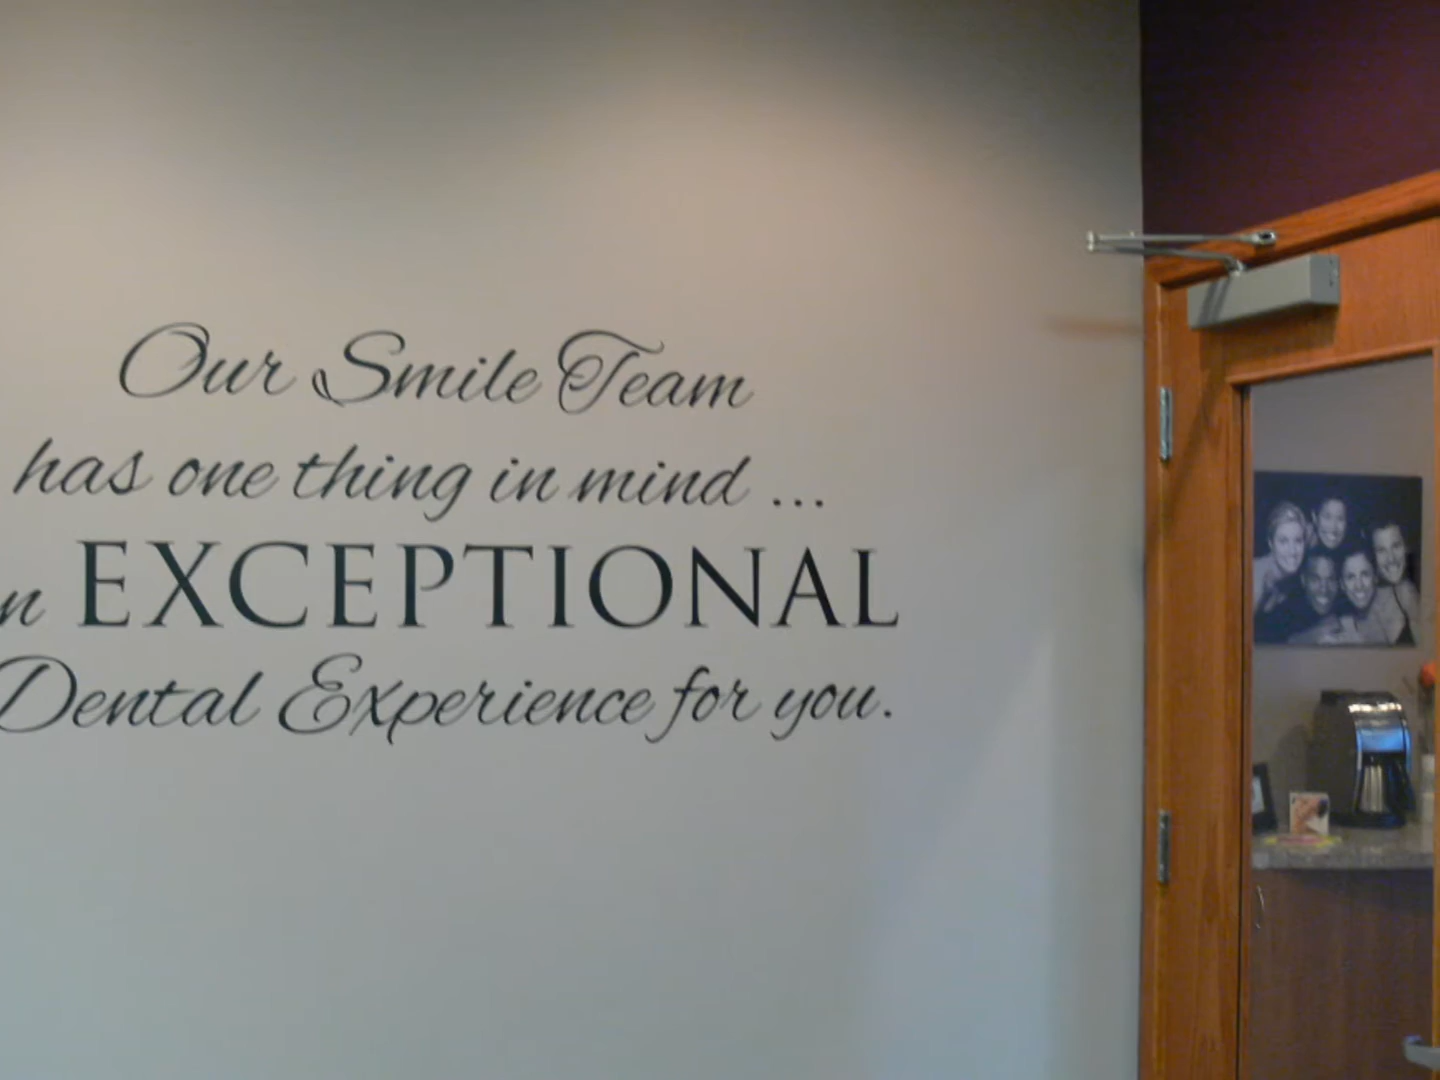 Our Smile Team
has one thing in mind ...
n EXCEPTIONAL
Dental Experience for you.